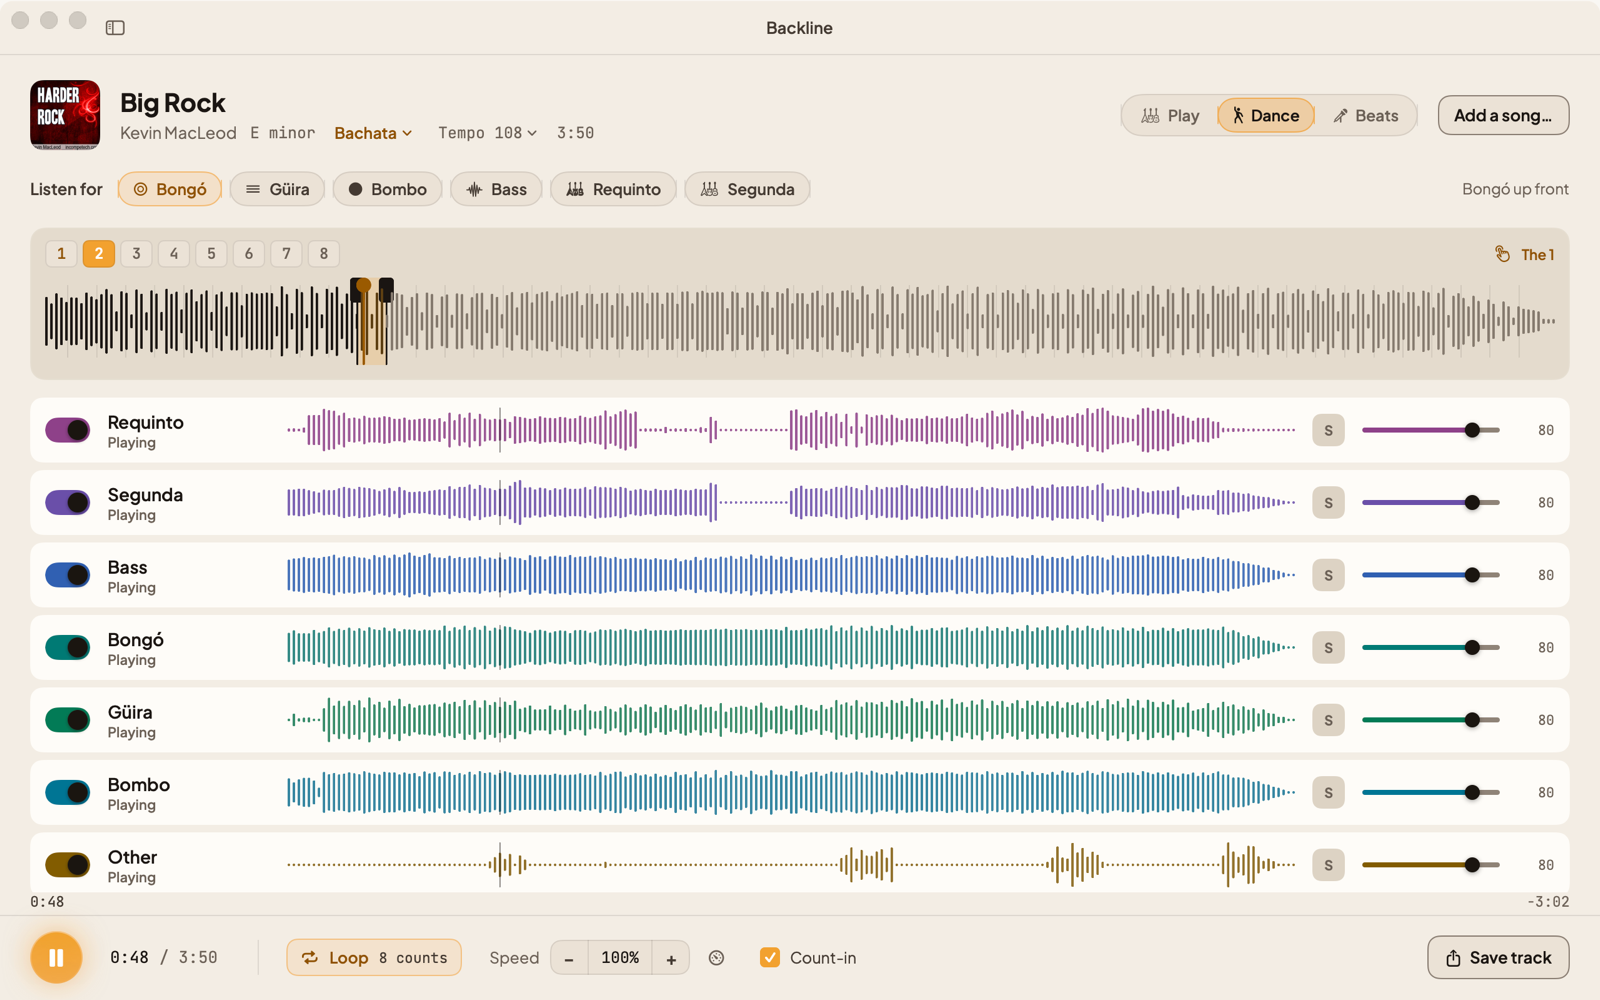 Backline
HARDER
ROCK
Big Rock
Kevin MacLeod E minor Bachata Tempo 108 3:50
Play Dance Beats Add a song...
Listen for Bongó Güira Bombo Bass Requinto Segunda Bongó up front
1 2 3 4 5 6 7 8 The 1
Requinto
Playing
S 80
Segunda
Playing
S 80
Bass
Playing
S 80
Bongó
Playing
S 80
Güira
Playing
S 80
Bombo
Playing
S 80
Other
Playing
S 80
0:48 -3:02
0:48 / 3:50 Loop 8 counts Speed - 100% + Count-in Save track